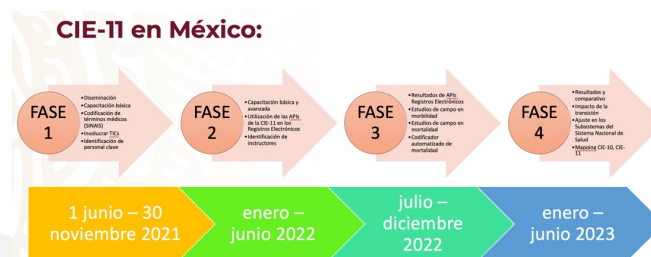 CIE-11 en México:
FASE
1
•Diseminación
•Capacitación básica
•Codificación de
términos médicos
(SINAIS)
•Involucrar TICs
•Identificación de
personal clave
FASE
2
•Capacitación básica y
avanzada
•Utilización de las APIs
de la CIE-11 en los
Registros Electrónicos
•Identificación de
instructores
FASE
3
•Resultados de APIs
Registros Electrónicos
•Estudios de campo en
morbilidad
•Estudios de campo en
mortalidad
•Codificador
automatizado de
mortalidad
FASE
4
•Resultados y
comparativo
•Impacto de la
transición
•Ajuste en los
Subsistemas del
Sistema Nacional de
Salud
•Mapping CIE-10, CIE-
11
1 junio – 30
noviembre 2021
enero –
junio 2022
julio –
diciembre
2022
enero –
junio 2023